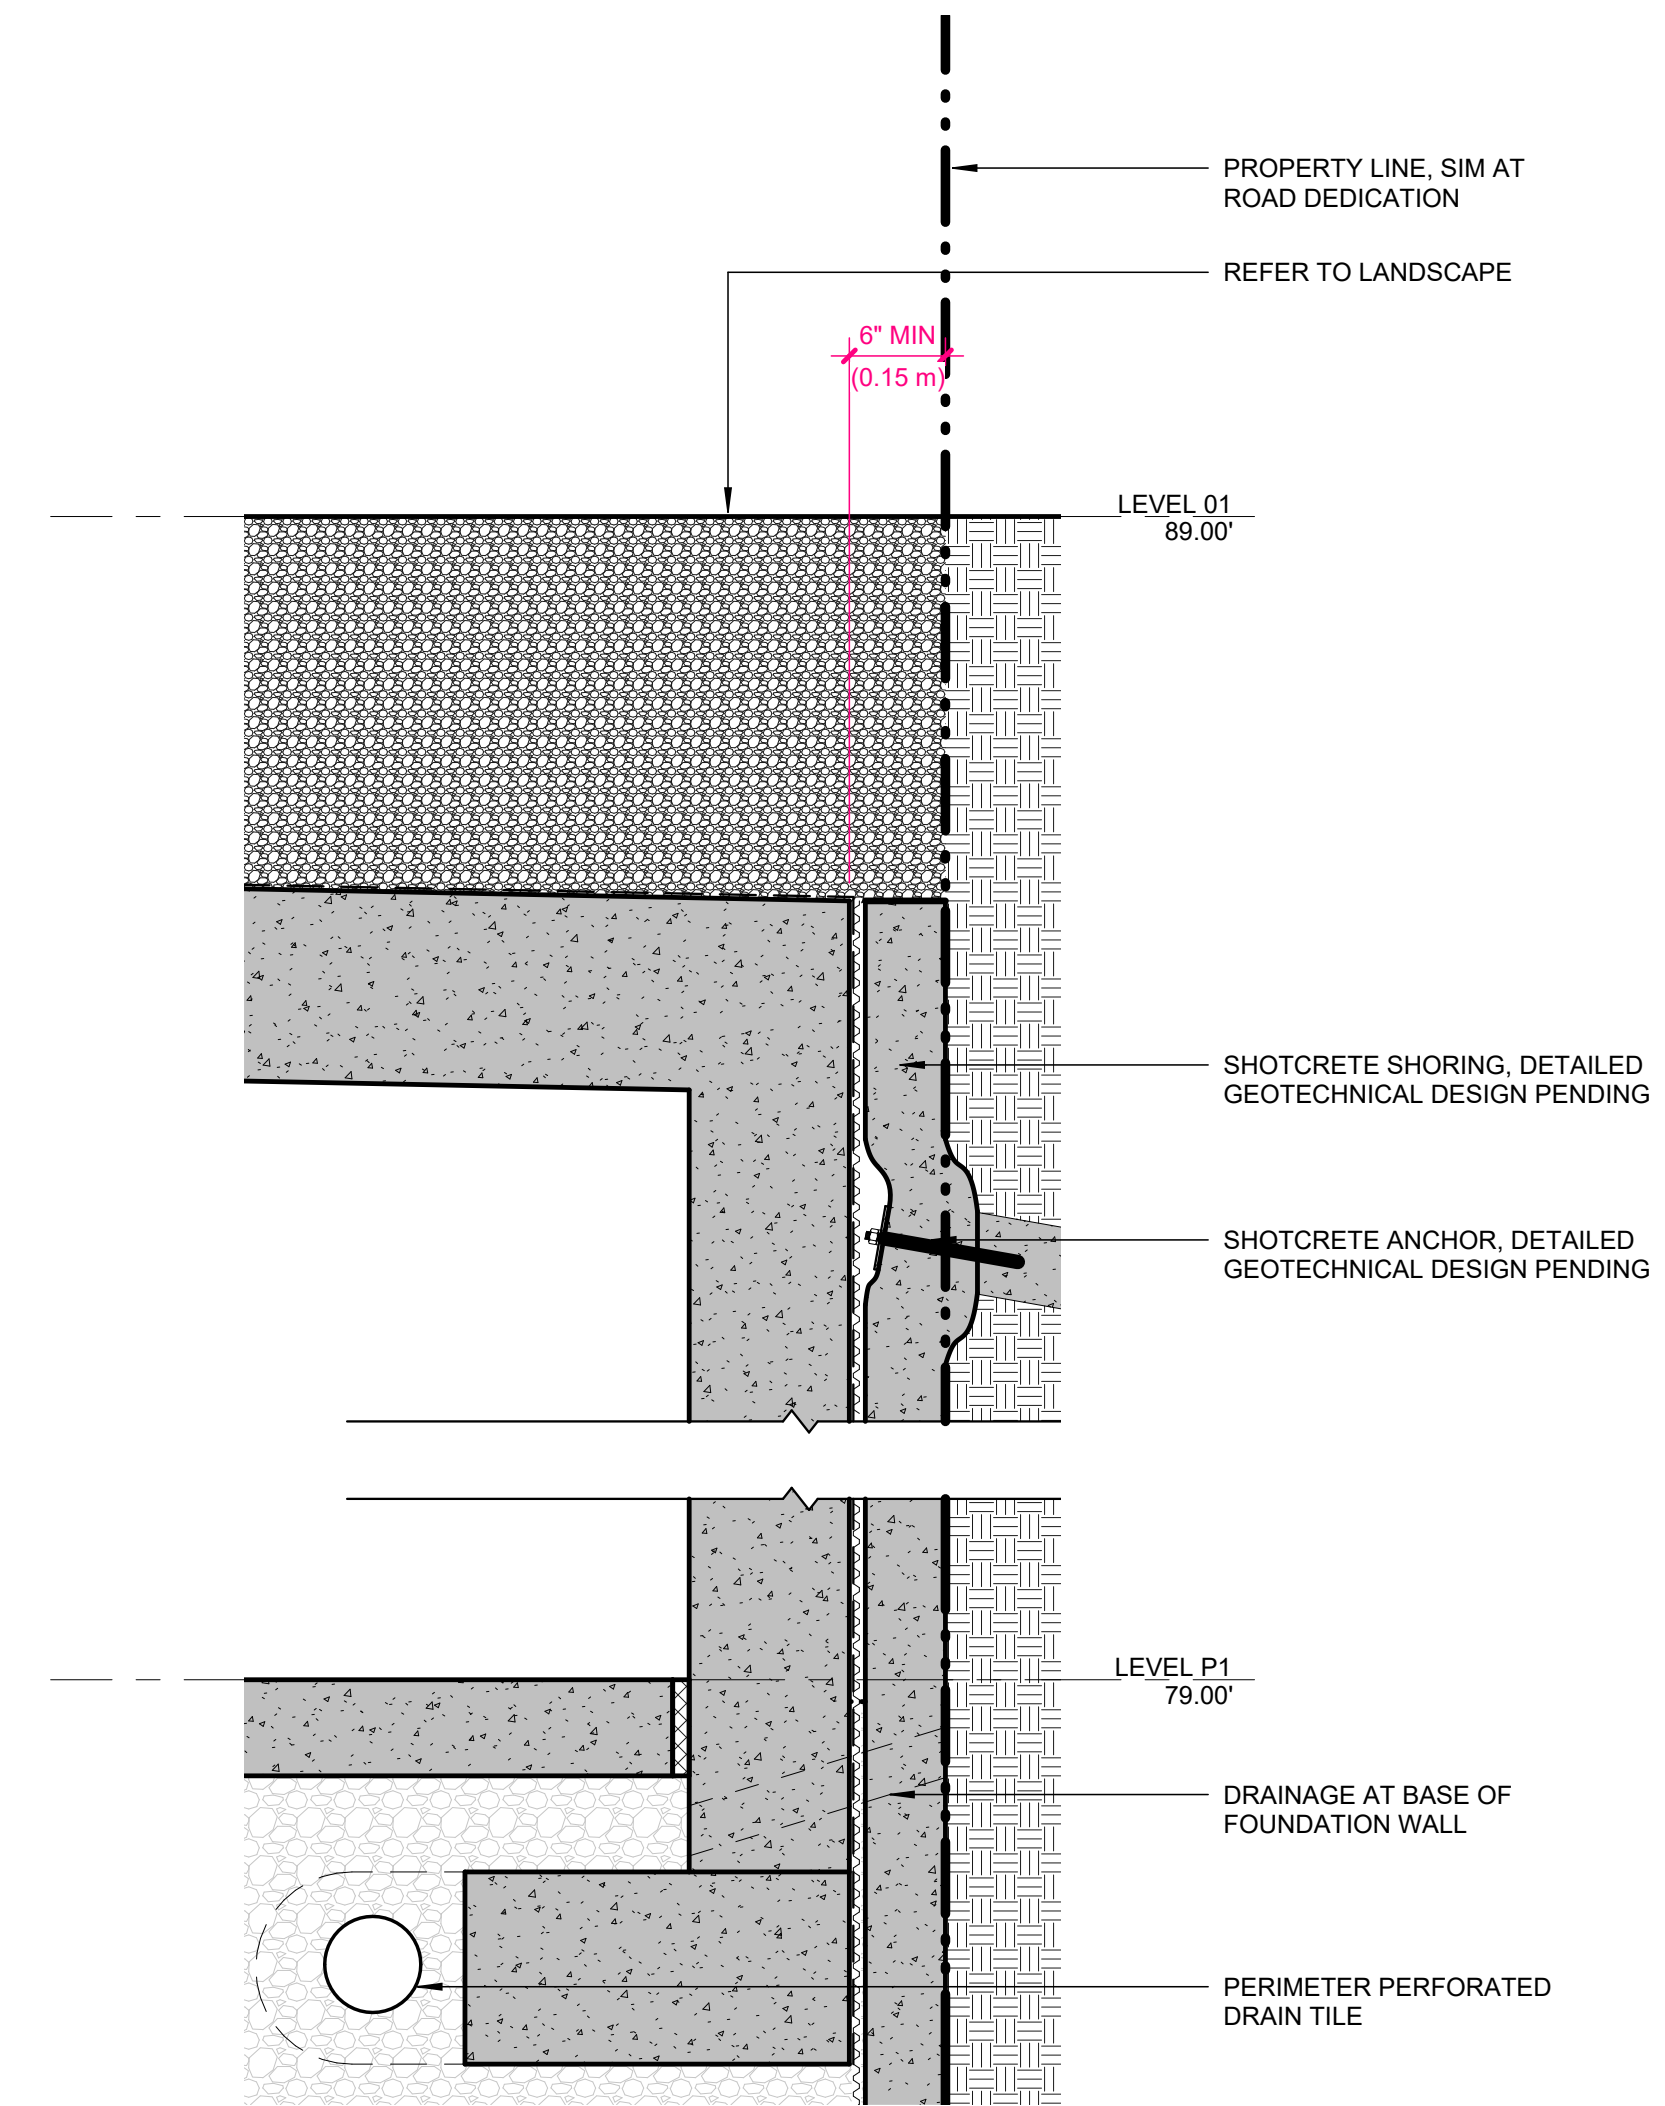 PROPERTY LINE, SIM AT
ROAD DEDICATION
REFER TO LANDSCAPE
6" MIN
(0.15 m)
LEVEL 01
89.00'
SHOTCRETE SHORING, DETAILED
GEOTECHNICAL DESIGN PENDING
SHOTCRETE ANCHOR, DETAILED
GEOTECHNICAL DESIGN PENDING
LEVEL P1
79.00'
DRAINAGE AT BASE OF
FOUNDATION WALL
PERIMETER PERFORATED
DRAIN TILE